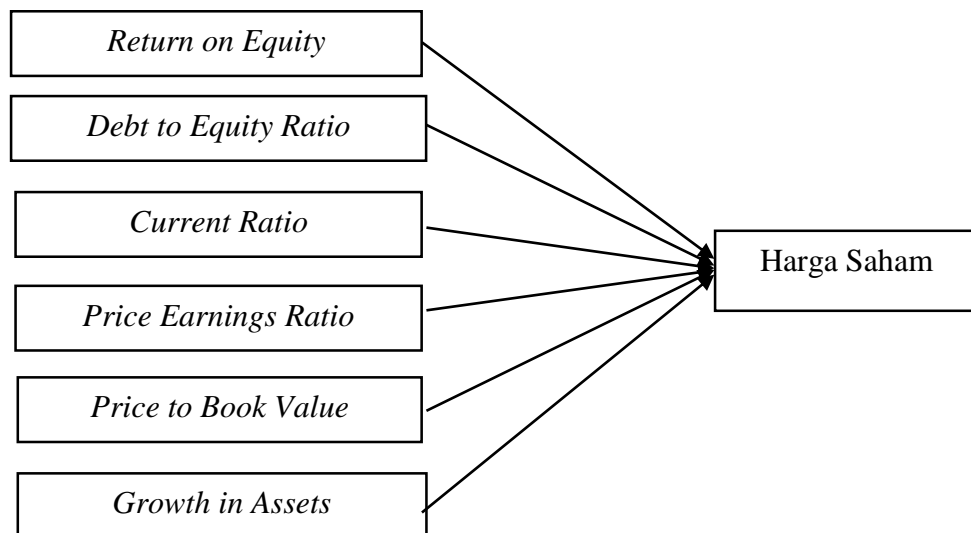 Return on Equity
Debt to Equity Ratio
Current Ratio
Harga Saham
Price Earnings Ratio
Price to Book Value
Growth in Assets